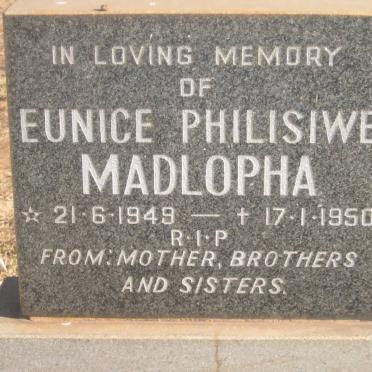 IN LOVING MEMORY
OF
EUNICE PHILISIWE
MADLOPHA
☆ 21·6·1949 — † 17·1·1950
R·I·P
FROM: MOTHER, BROTHERS
AND SISTERS.